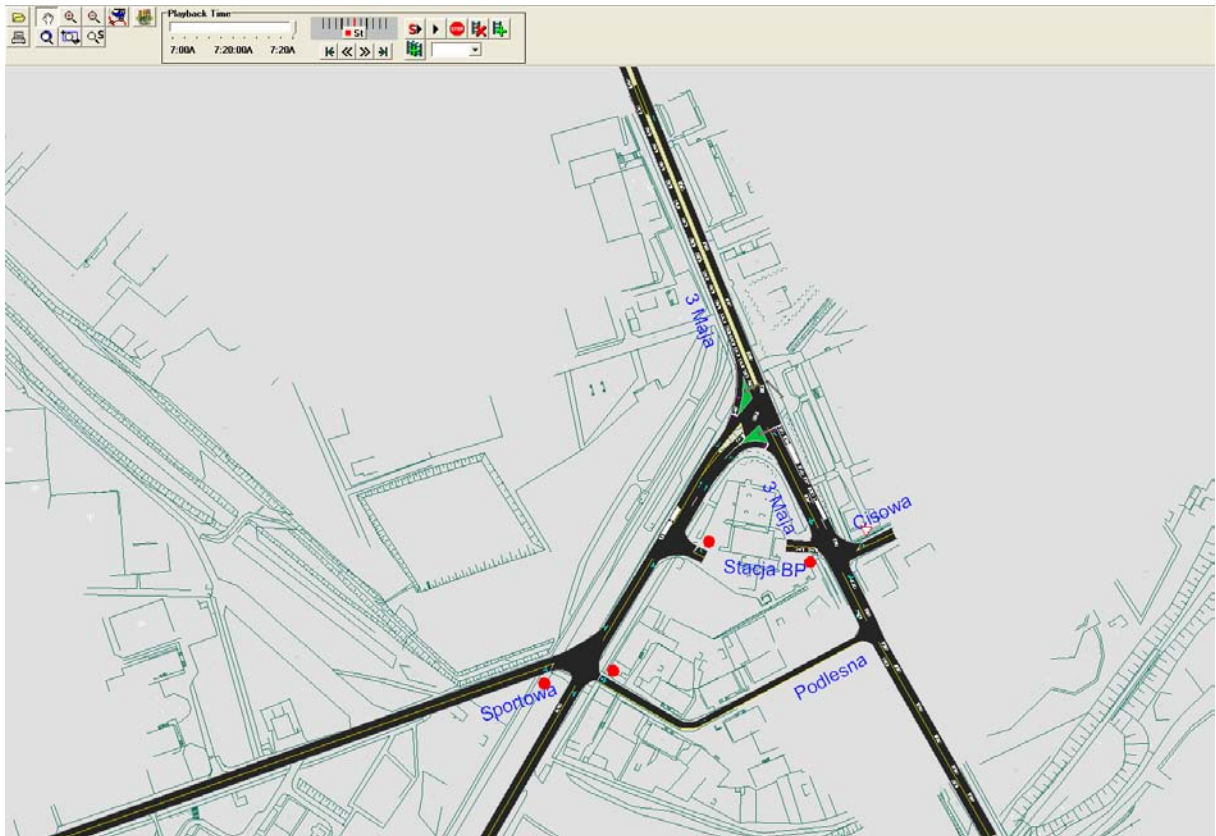 Playback Time
7:00A 7:20:00A 7:20A
St
S
STOP
S
3 Maja
3 Maja
Cisowa
Stacja BP
Podlesna
Sportowa